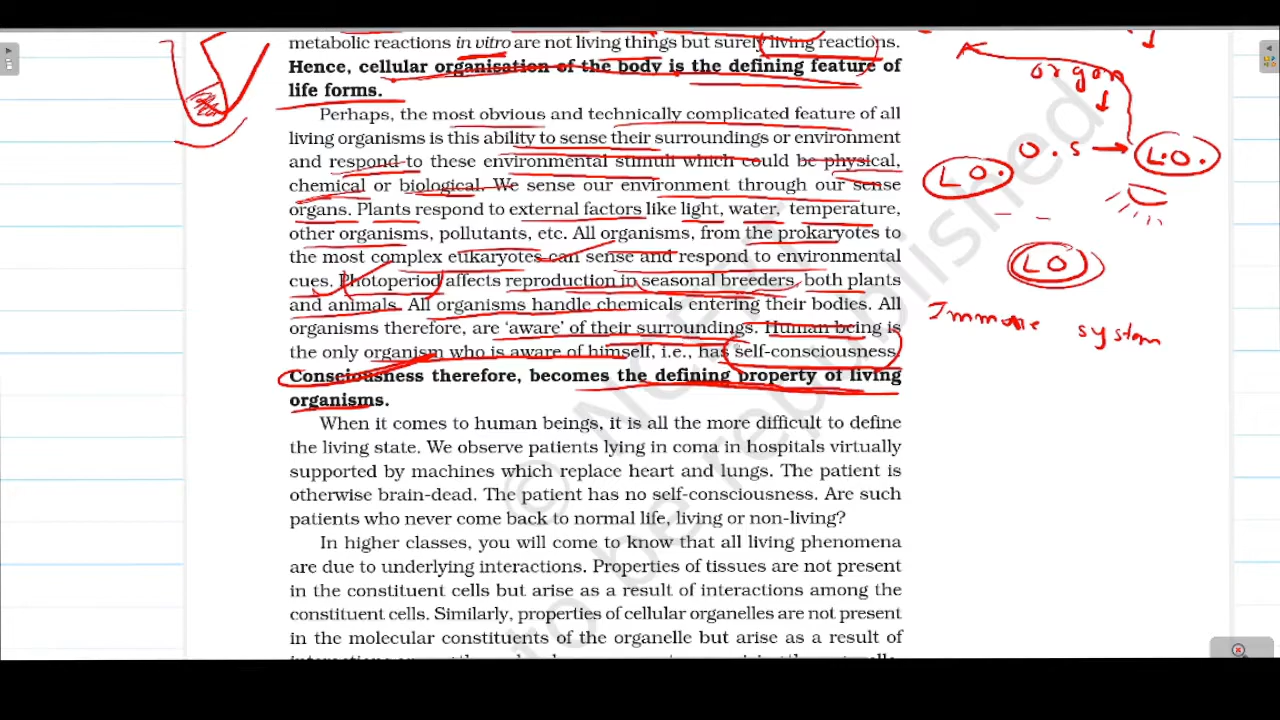 metabolic reactions in vitro are not living things but surely living reactions.
Hence, cellular organisation of the body is the defining feature of
life forms.
Perhaps, the most obvious and technically complicated feature of all
living organisms is this ability to sense their surroundings or environment
and respond to these environmental stimuli which could be physical,
chemical or biological. We sense our environment through our sense
organs. Plants respond to external factors like light, water, temperature,
other organisms, pollutants, etc. All organisms, from the prokaryotes to
the most complex eukaryotes can sense and respond to environmental
cues. Photoperiod affects reproduction in seasonal breeders, both plants
and animals. All organisms handle chemicals entering their bodies. All
organisms therefore, are ‘aware’ of their surroundings. Human being is
the only organism who is aware of himself, i.e., has self-consciousness.
Consciousness therefore, becomes the defining property of living
organisms.
When it comes to human beings, it is all the more difficult to define
the living state. We observe patients lying in coma in hospitals virtually
supported by machines which replace heart and lungs. The patient is
otherwise brain-dead. The patient has no self-consciousness. Are such
patients who never come back to normal life, living or non-living?
In higher classes, you will come to know that all living phenomena
are due to underlying interactions. Properties of tissues are not present
in the constituent cells but arise as a result of interactions among the
constituent cells. Similarly, properties of cellular organelles are not present
in the molecular constituents of the organelle but arise as a result of
organ
O.S → L.O.
L O.
L O
Immune system
© NCERT
to be republished